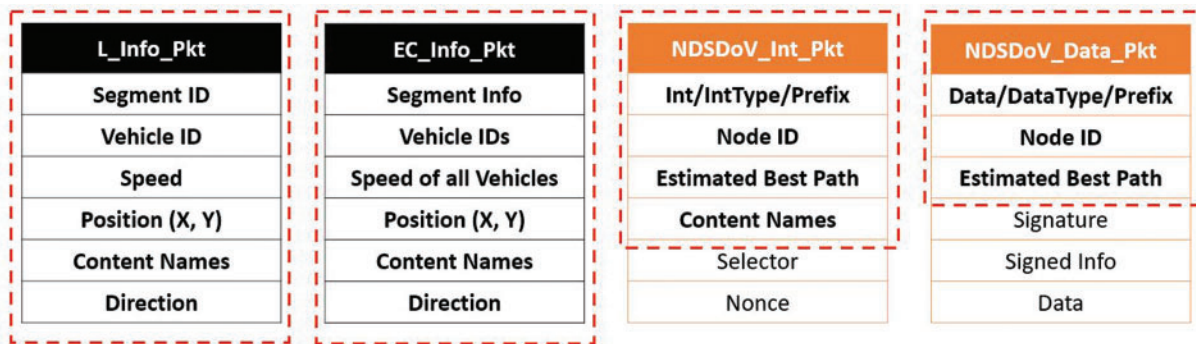 L_Info_Pkt
Segment ID
Vehicle ID
Speed
Position (X, Y)
Content Names
Direction
EC_Info_Pkt
Segment Info
Vehicle IDs
Speed of all Vehicles
Position (X, Y)
Content Names
Direction
NDSDoV_Int_Pkt
Int/IntType/Prefix
Node ID
Estimated Best Path
Content Names
Selector
Nonce
NDSDoV_Data_Pkt
Data/DataType/Prefix
Node ID
Estimated Best Path
Signature
Signed Info
Data